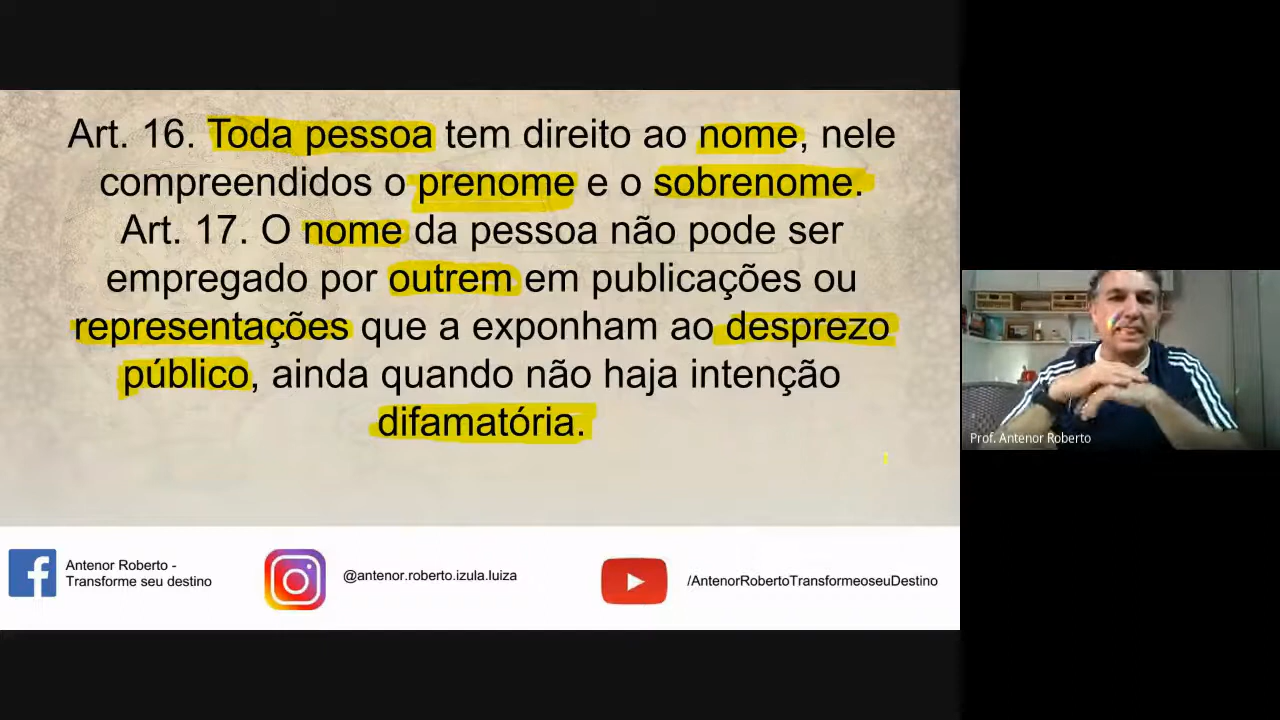 Art. 16. Toda pessoa tem direito ao nome, nele
compreendidos o prenome e o sobrenome.
Art. 17. O nome da pessoa não pode ser
empregado por outrem em publicações ou
representações que a exponham ao desprezo
público, ainda quando não haja intenção
difamatória.
Antenor Roberto -
Transforme seu destino
@antenor.roberto.izula.luiza
/AntenorRobertoTransformeoseuDestino
Prof. Antenor Roberto